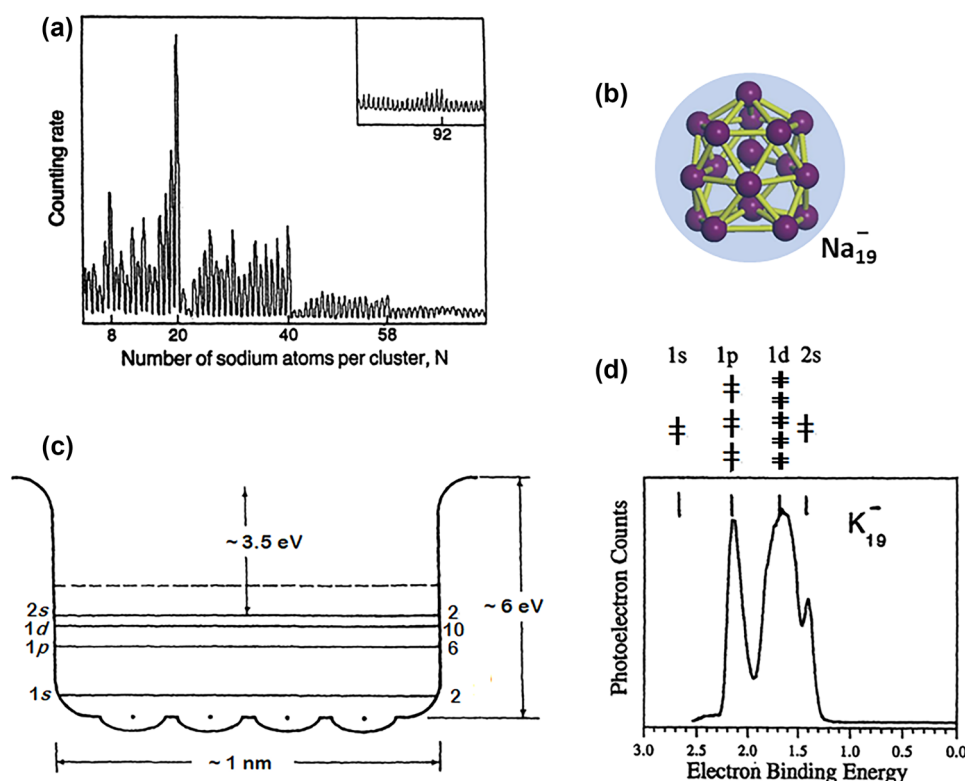 (a)
Counting rate
92
8 20 40 58
Number of sodium atoms per cluster, N
(b)
Na₁₉⁻
(c)
~ 3.5 eV
~ 6 eV
2s 2
1d 10
1p 6
1s 2
~ 1 nm
(d)
1s 1p 1d 2s
K₁₉⁻
Photoelectron Counts
3.0 2.5 2.0 1.5 1.0 0.5 0.0
Electron Binding Energy